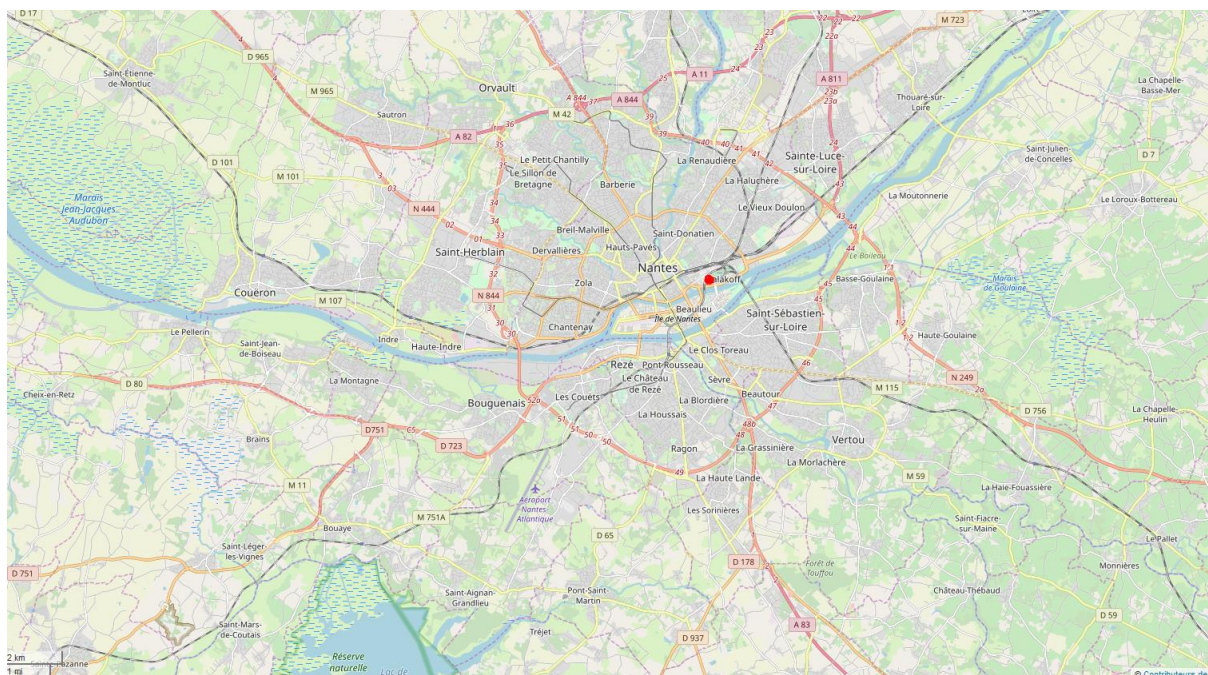 D 17
M 723
D 965
A 11
A 811
Saint-Étienne-
de-Montluc
D 965
Orvault
A 844
A 844
La Chapelle-
Basse-Mer
M 965
Thouaré-sur-
Loire
Sautron
M 42
A 82
Saint-Julien
de-Concelles
D 7
D 101
Le Petit Chantilly
La Renaudière
Sainte-Luce-
sur-Loire
M 101
Le Sillon de
Bretagne
Barberie
La Haluchère
La Moutonnerie
Le Loroux-Bottereau
Marais
Jean-Jacques
Audubon
N 444
Le Vieux Doulon
Breil-Malville
Saint-Donatien
Saint-Herblain
Dervallières
Hauts-Pavés
Le Boileau
Nantes
Malakoff
Basse-Goulaine
Marais
de Goulaine
Zola
Couëron
M 107
N 844
Beaulieu
Île de Nantes
Saint-Sébastien-
sur-Loire
Le Pellerin
Chantenay
Haute-Goulaine
Saint-Jean-
de-Boiseau
Indre
Haute-Indre
Le Clos Toreau
Rezé
Pont-Rousseau
La Montagne
Le Château
de Rezé
Sèvre
N 249
D 80
M 115
Cheix-en-Retz
Les Couëts
La Blordière
Beautour
Bouguenais
La Houssais
D 756
La Chapelle-
Heulin
D751
Brains
D 723
Ragon
La Grassinière
Vertou
La Morlachère
M 11
La Haute Lande
M 59
La Haie-Fouassière
Aéroport
Nantes
Atlantique
Les Sorinières
M 751A
Bouaye
Saint-Fiacre-
sur-Maine
D 65
Le Pallet
Saint-Léger-
les-Vignes
D 178
Forêt de
Touffou
Monnières
D 751
Saint-Aignan-
Grandlieu
Pont-Saint-
Martin
Château-Thébaud
D 59
Saint-Mars-
de-Coutais
Tréjet
D 937
A 83
2 km
1 mi
Réserve
naturelle
Lac de
© Contributeurs de